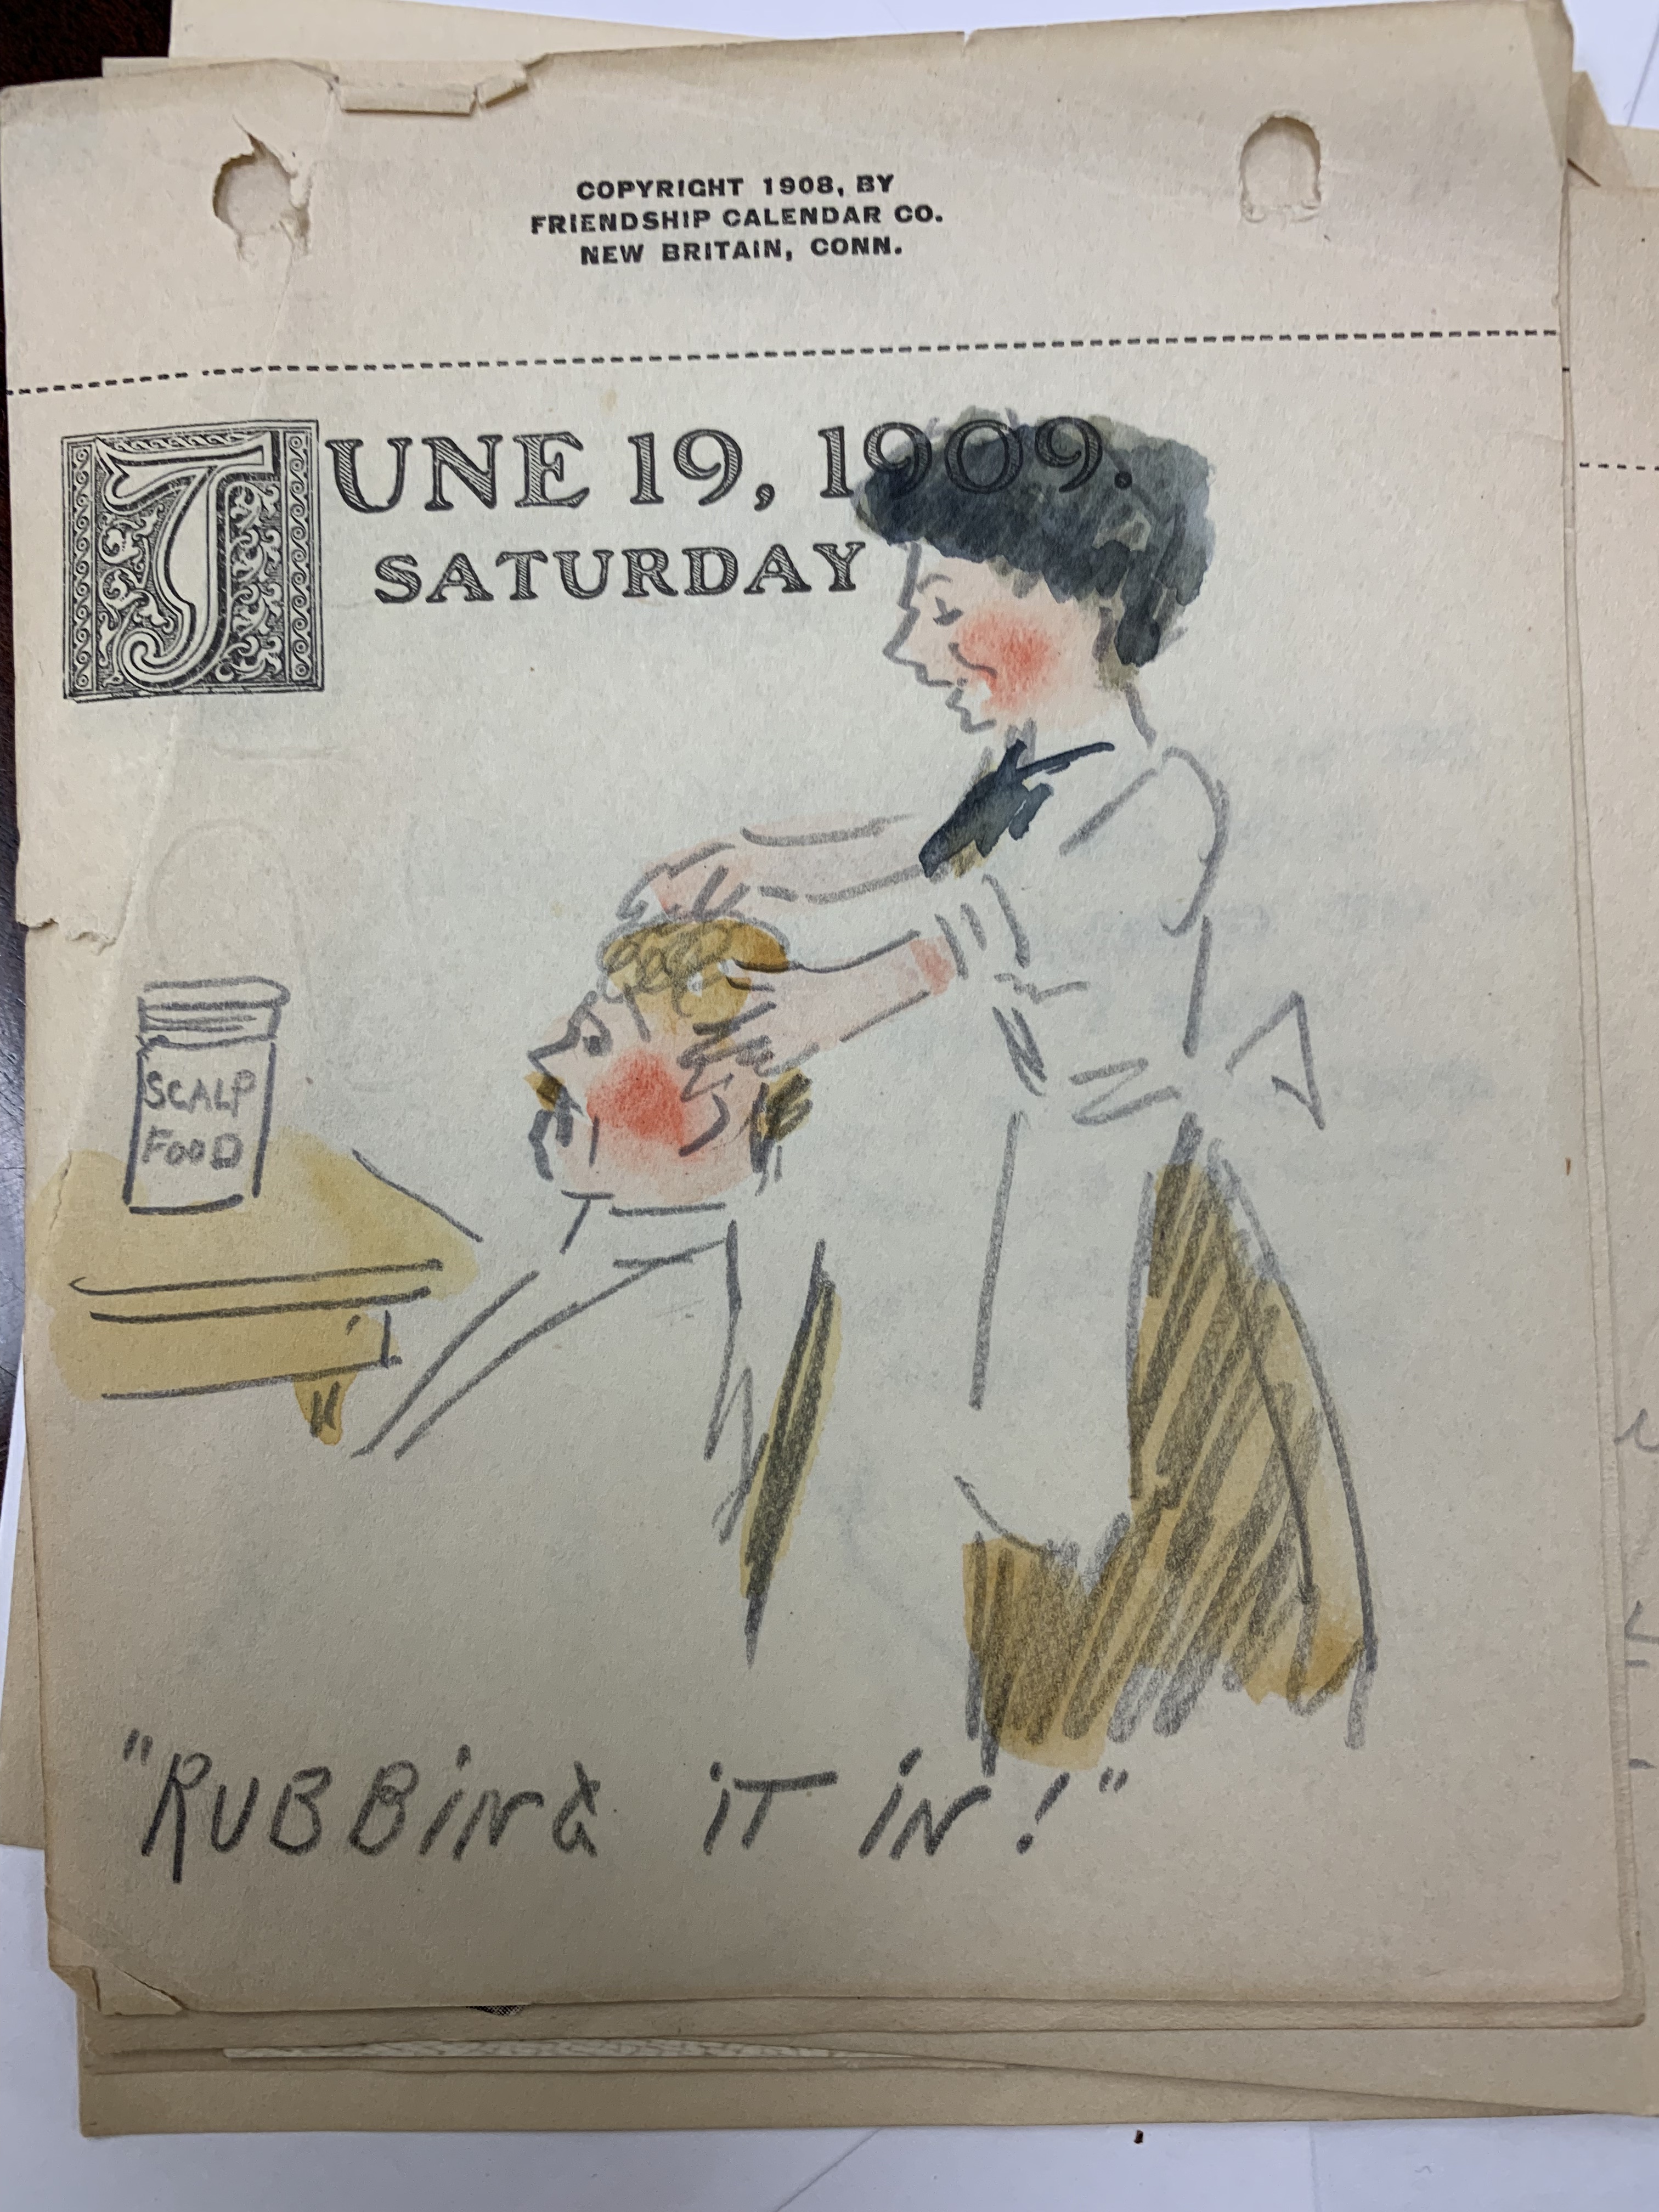 COPYRIGHT 1908, BY
FRIENDSHIP CALENDAR CO.
NEW BRITAIN, CONN.
JUNE 19, 1909.
SATURDAY
SCALP
FOOD
"RUBBING IT IN!"